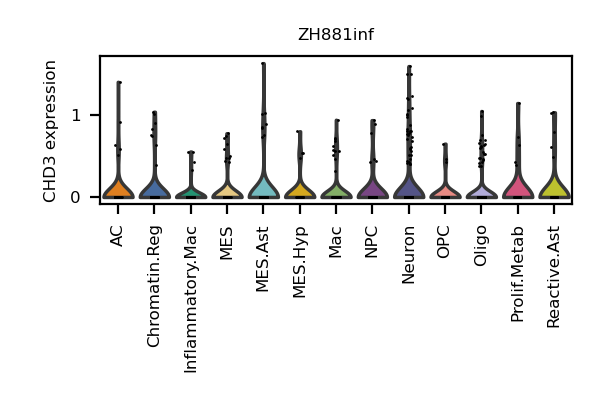 ZH881inf
CHD3 expression
1
0
AC
Chromatin.Reg
Inflammatory.Mac
MES
MES.Ast
MES.Hyp
Mac
NPC
Neuron
OPC
Oligo
Prolif.Metab
Reactive.Ast